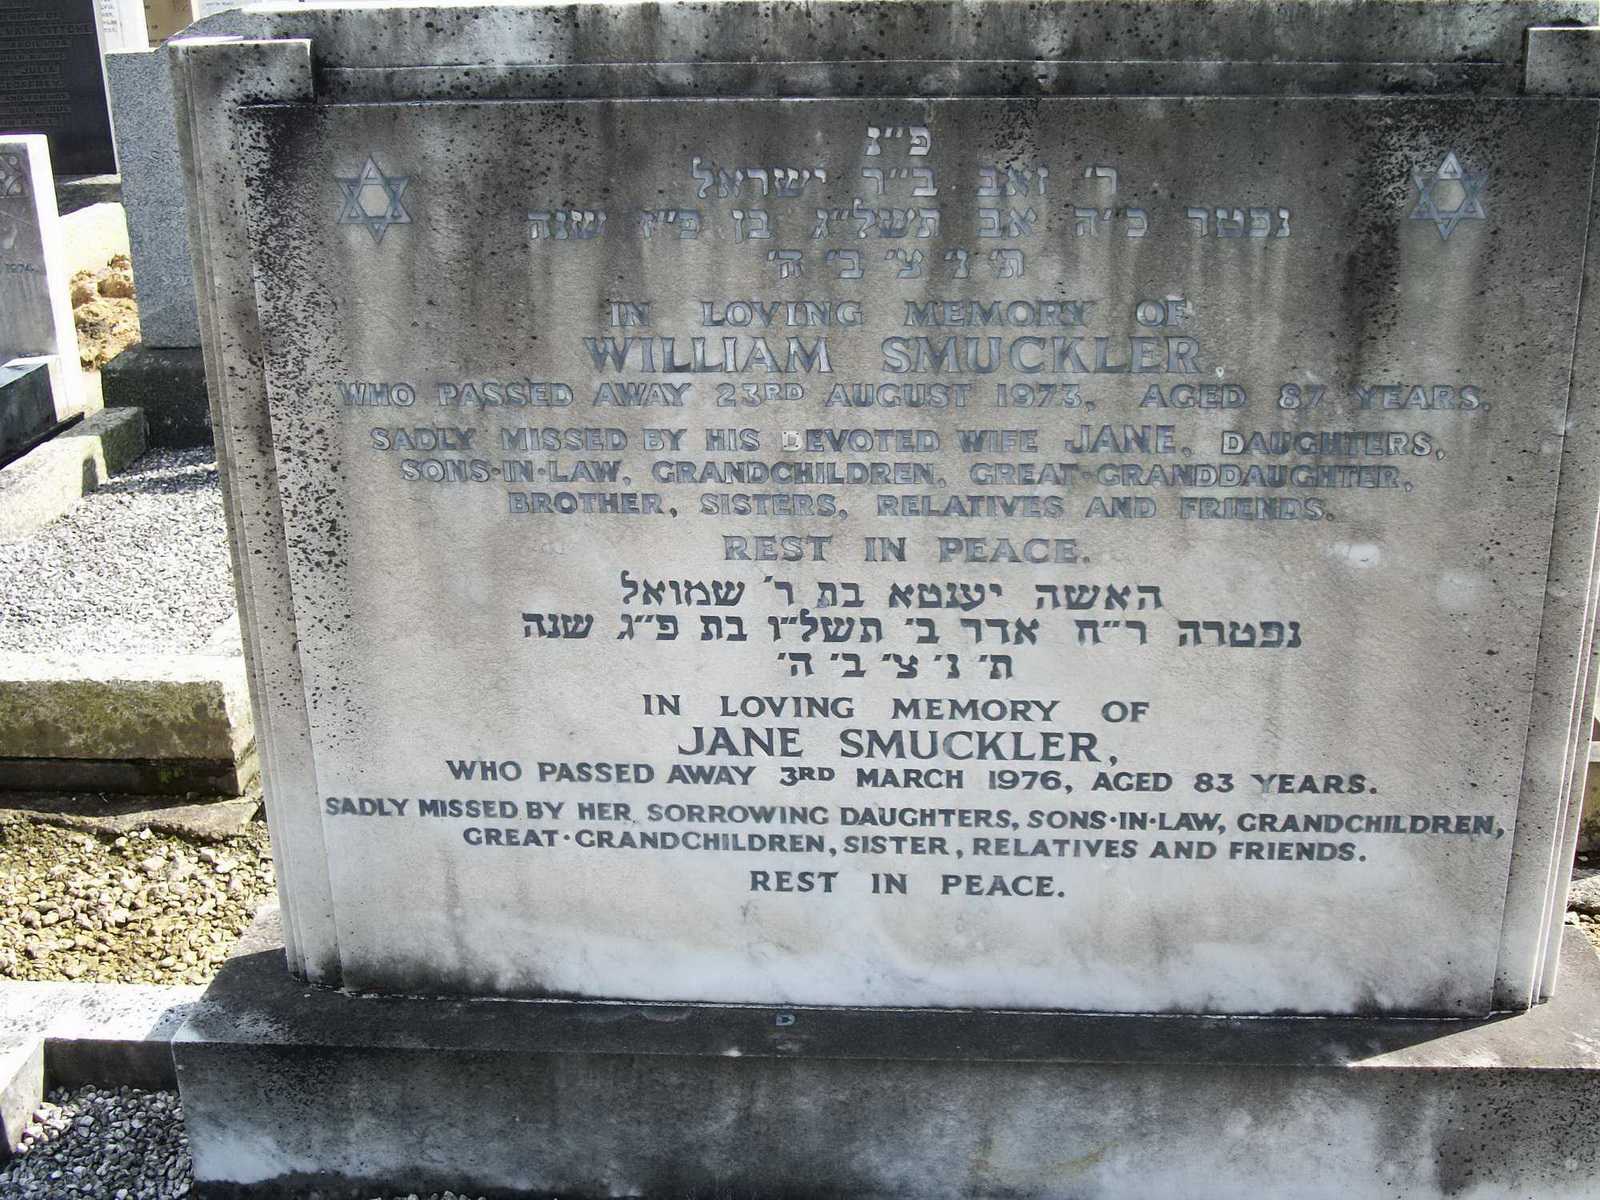 פ״נ
ר׳ זאב ב״ר ישראל
נפטר כ״ה אב תשל״ג בן פ״ז שנה
ת׳ נ׳ צ׳ ב׳ ה׳
IN LOVING MEMORY OF
WILLIAM SMUCKLER
WHO PASSED AWAY 23RD AUGUST 1973, AGED 87 YEARS.
SADLY MISSED BY HIS DEVOTED WIFE JANE, DAUGHTERS,
SONS·IN·LAW, GRANDCHILDREN, GREAT·GRANDDAUGHTER,
BROTHER, SISTERS, RELATIVES AND FRIENDS.
REST IN PEACE.
האשה יענטא בת ר׳ שמואל
נפטרה ר״ח אדר ב׳ תשל״ו בת פ״ג שנה
ת׳ נ׳ צ׳ ב׳ ה׳
IN LOVING MEMORY OF
JANE SMUCKLER,
WHO PASSED AWAY 3RD MARCH 1976, AGED 83 YEARS.
SADLY MISSED BY HER SORROWING DAUGHTERS, SONS·IN·LAW, GRANDCHILDREN,
GREAT·GRANDCHILDREN, SISTER, RELATIVES AND FRIENDS.
REST IN PEACE.
D
1974